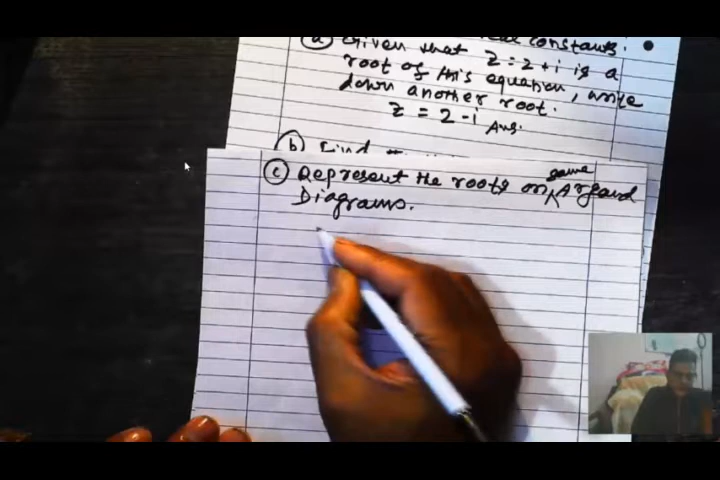 constants.
(a) Given that z = 2 + i is a
root of this equation, write
down another root.
z = 2 - i Ans.
(b) Find
(c) Represent the roots on same Argand
Diagrams.